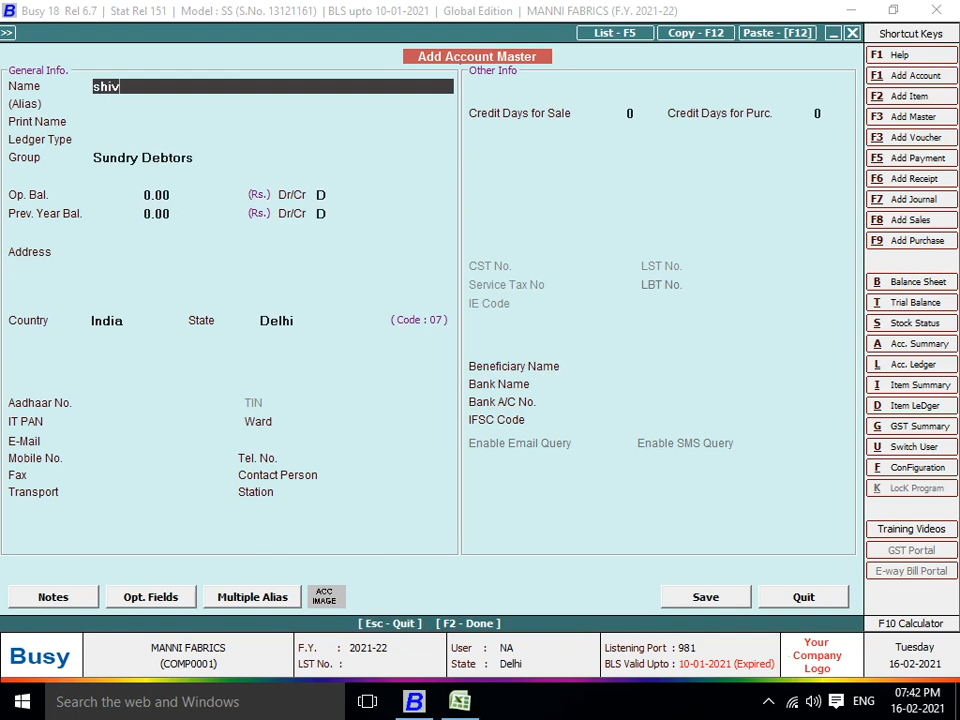 Busy 18 Rel 6.7 | Stat Rel 151 | Model : SS (S.No. 13121161) | BLS upto 10-01-2021 | Global Edition | MANNI FABRICS (F.Y. 2021-22)
>> List - F5 Copy - F12 Paste - [F12]
Shortcut Keys
Add Account Master
General Info.
Name shiv
(Alias)
Print Name
Ledger Type
Group Sundry Debtors
Op. Bal. 0.00 (Rs.) Dr/Cr D
Prev. Year Bal. 0.00 (Rs.) Dr/Cr D
Address
Country India State Delhi (Code : 07)
Aadhaar No. TIN
IT PAN Ward
E-Mail
Mobile No. Tel. No.
Fax Contact Person
Transport Station
Other Info
Credit Days for Sale 0 Credit Days for Purc. 0
CST No. LST No.
Service Tax No LBT No.
IE Code
Beneficiary Name
Bank Name
Bank A/C No.
IFSC Code
Enable Email Query Enable SMS Query
F1 Help
F1 Add Account
F2 Add Item
F3 Add Master
F3 Add Voucher
F5 Add Payment
F6 Add Receipt
F7 Add Journal
F8 Add Sales
F9 Add Purchase
B Balance Sheet
T Trial Balance
S Stock Status
A Acc. Summary
L Acc. Ledger
I Item Summary
D Item LeDger
G GST Summary
U Switch User
F ConFiguration
K LocK Program
Training Videos
GST Portal
E-way Bill Portal
Notes Opt. Fields Multiple Alias ACC IMAGE Save Quit
[ Esc - Quit ] [ F2 - Done ]
F10 Calculator
Busy
MANNI FABRICS
(COMP0001)
F.Y. : 2021-22
LST No. :
User : NA
State : Delhi
Listening Port : 981
BLS Valid Upto : 10-01-2021 (Expired)
Your
Company
Logo
Tuesday
16-02-2021
B Search the web and Windows B ENG
07:42 PM
16-02-2021